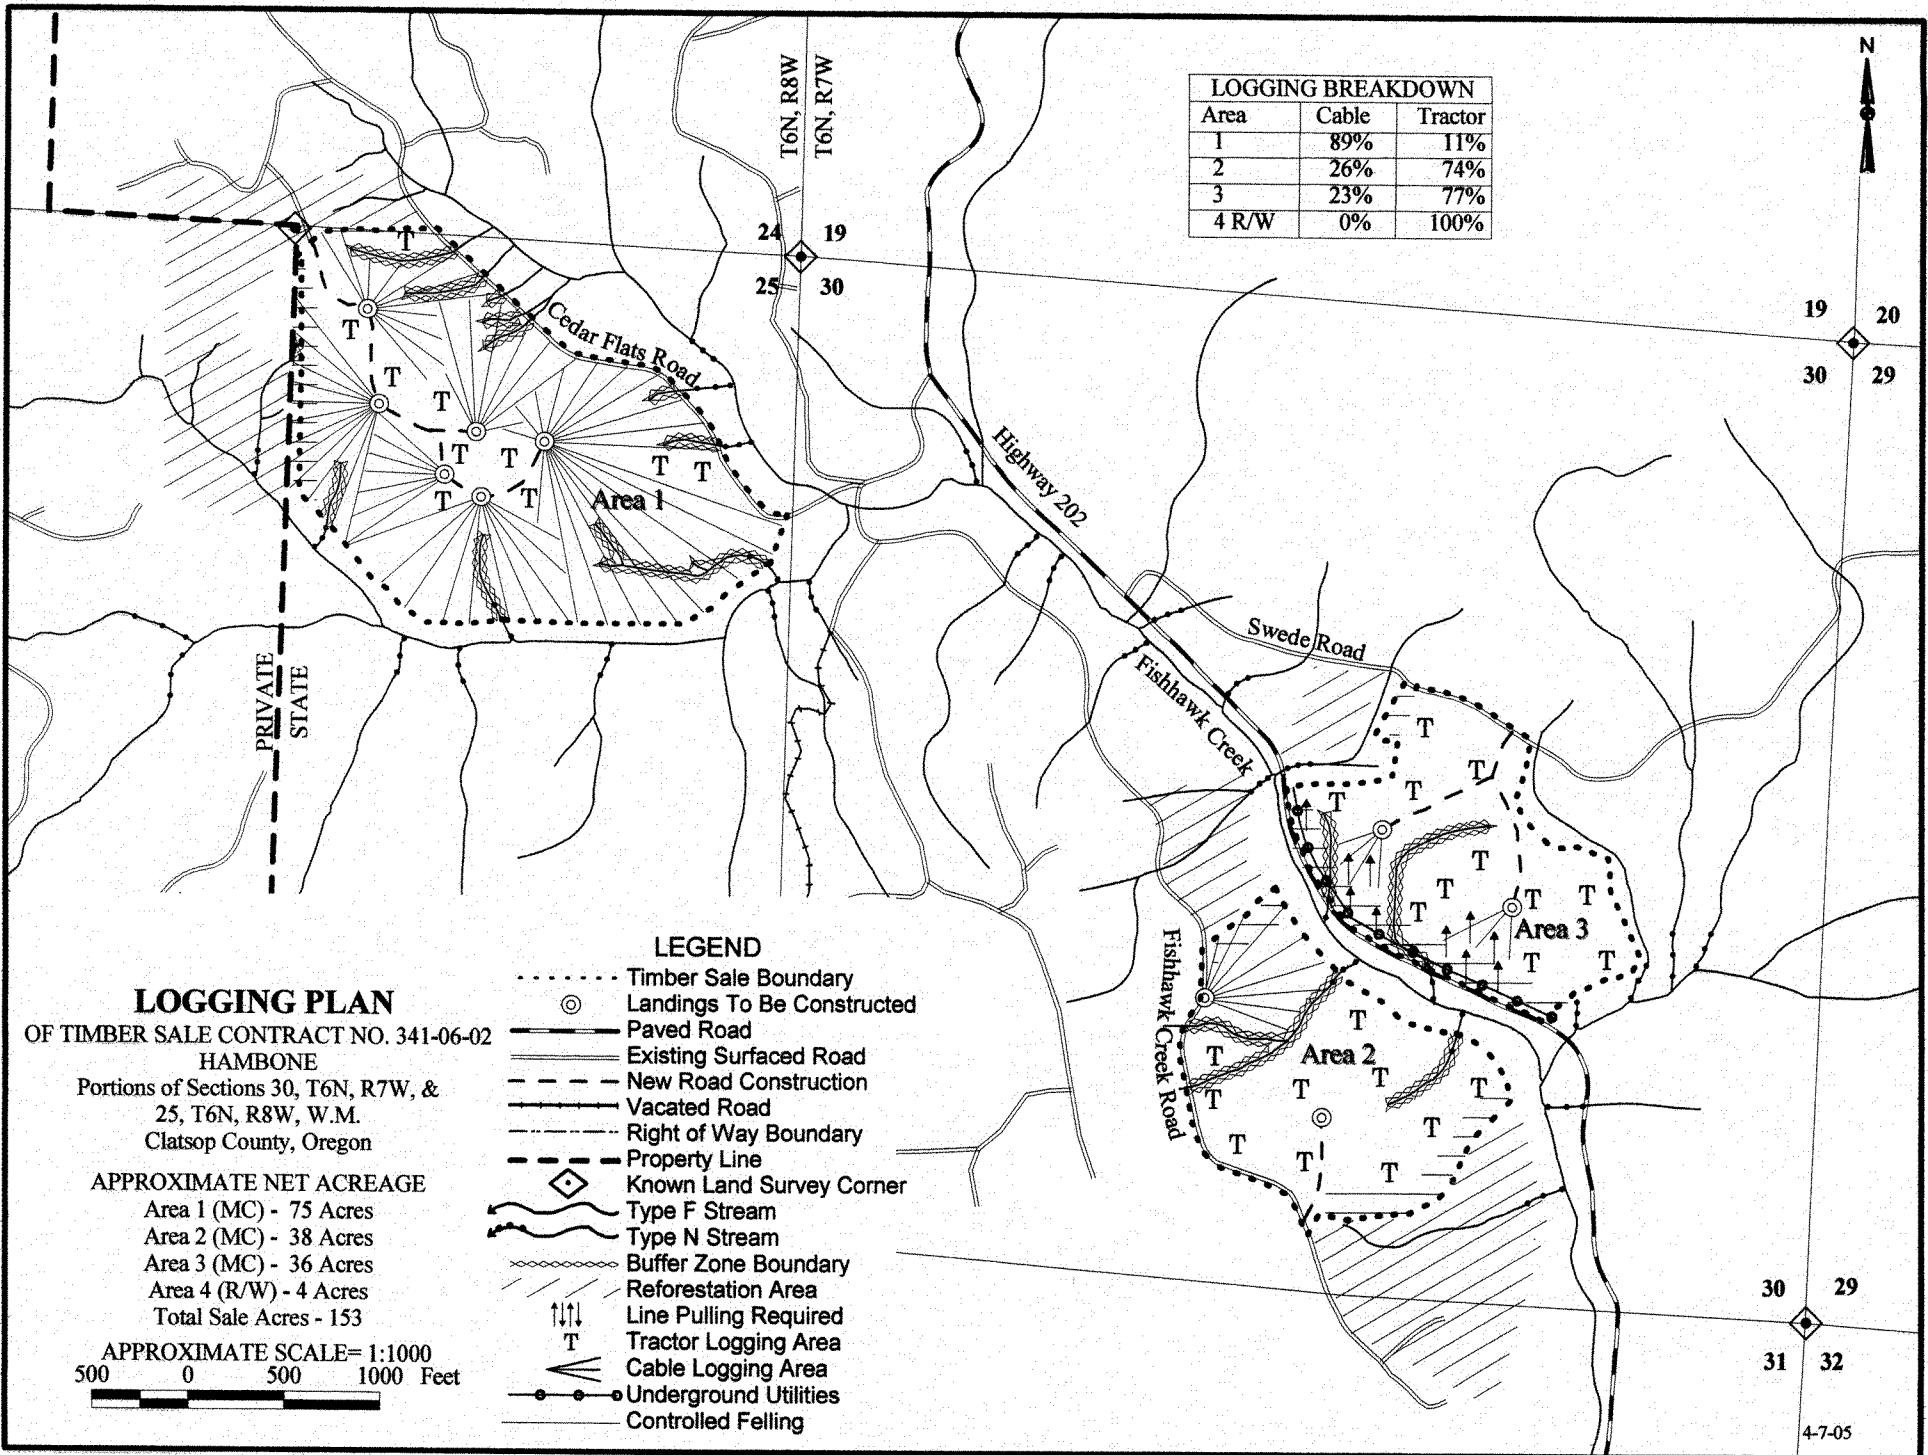 N
T6N, R8W
T6N, R7W
LOGGING BREAKDOWN
Area Cable Tractor
1 89% 11%
2 26% 74%
3 23% 77%
4 R/W 0% 100%
24 19
25 30
19 20
30 29
T
Cedar Flats Road
T
T
T
T
T
T
T
T
T
T
Area 1
Highway 202
Swede Road
Fishhawk Creek
PRIVATE
STATE
T
T
T
T
T
T
T
T
T
T
T
Area 3
T
Fishhawk Creek Road
T
T
Area 2
T
T
T
T
T
T
T
T
30 29
31 32
LOGGING PLAN
OF TIMBER SALE CONTRACT NO. 341-06-02
HAMBONE
Portions of Sections 30, T6N, R7W, &
25, T6N, R8W, W.M.
Clatsop County, Oregon
APPROXIMATE NET ACREAGE
Area 1 (MC) - 75 Acres
Area 2 (MC) - 38 Acres
Area 3 (MC) - 36 Acres
Area 4 (R/W) - 4 Acres
Total Sale Acres - 153
APPROXIMATE SCALE= 1:1000
500 0 500 1000 Feet
LEGEND
Timber Sale Boundary
Landings To Be Constructed
Paved Road
Existing Surfaced Road
New Road Construction
Vacated Road
Right of Way Boundary
Property Line
Known Land Survey Corner
Type F Stream
Type N Stream
Buffer Zone Boundary
Reforestation Area
Line Pulling Required
T Tractor Logging Area
Cable Logging Area
Underground Utilities
Controlled Felling
4-7-05